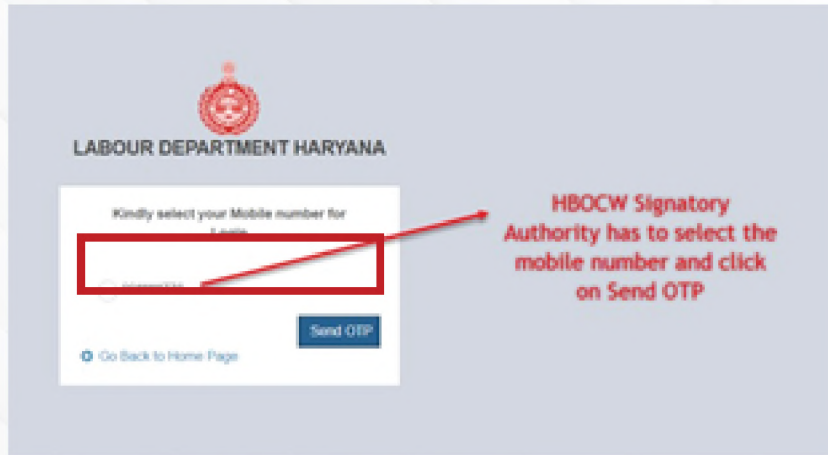 LABOUR DEPARTMENT HARYANA
Kindly select your Mobile number for
Login
Send OTP
Go Back to Home Page
HBOCW Signatory
Authority has to select the
mobile number and click
on Send OTP